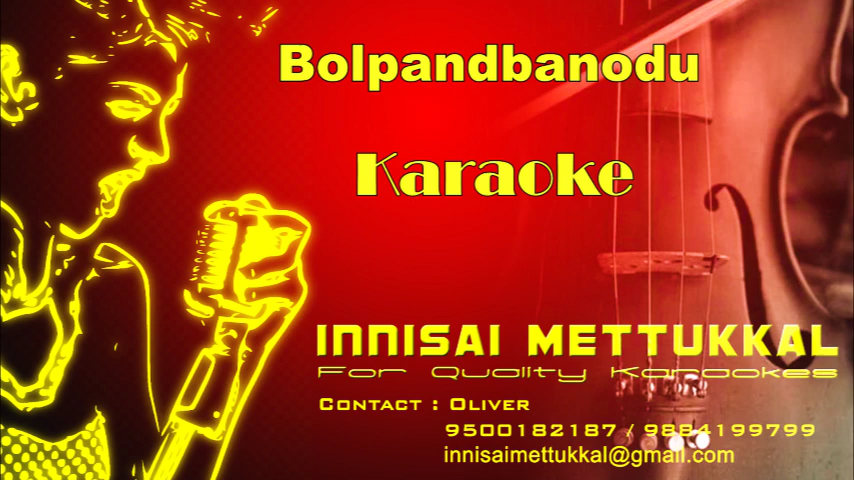 Bolpandbanodu
Karaoke
INNISAI METTUKKAL
For Quality Karaokes
Contact : Oliver
9500182187 / 9884199799
innisaimettukkal@gmail.com